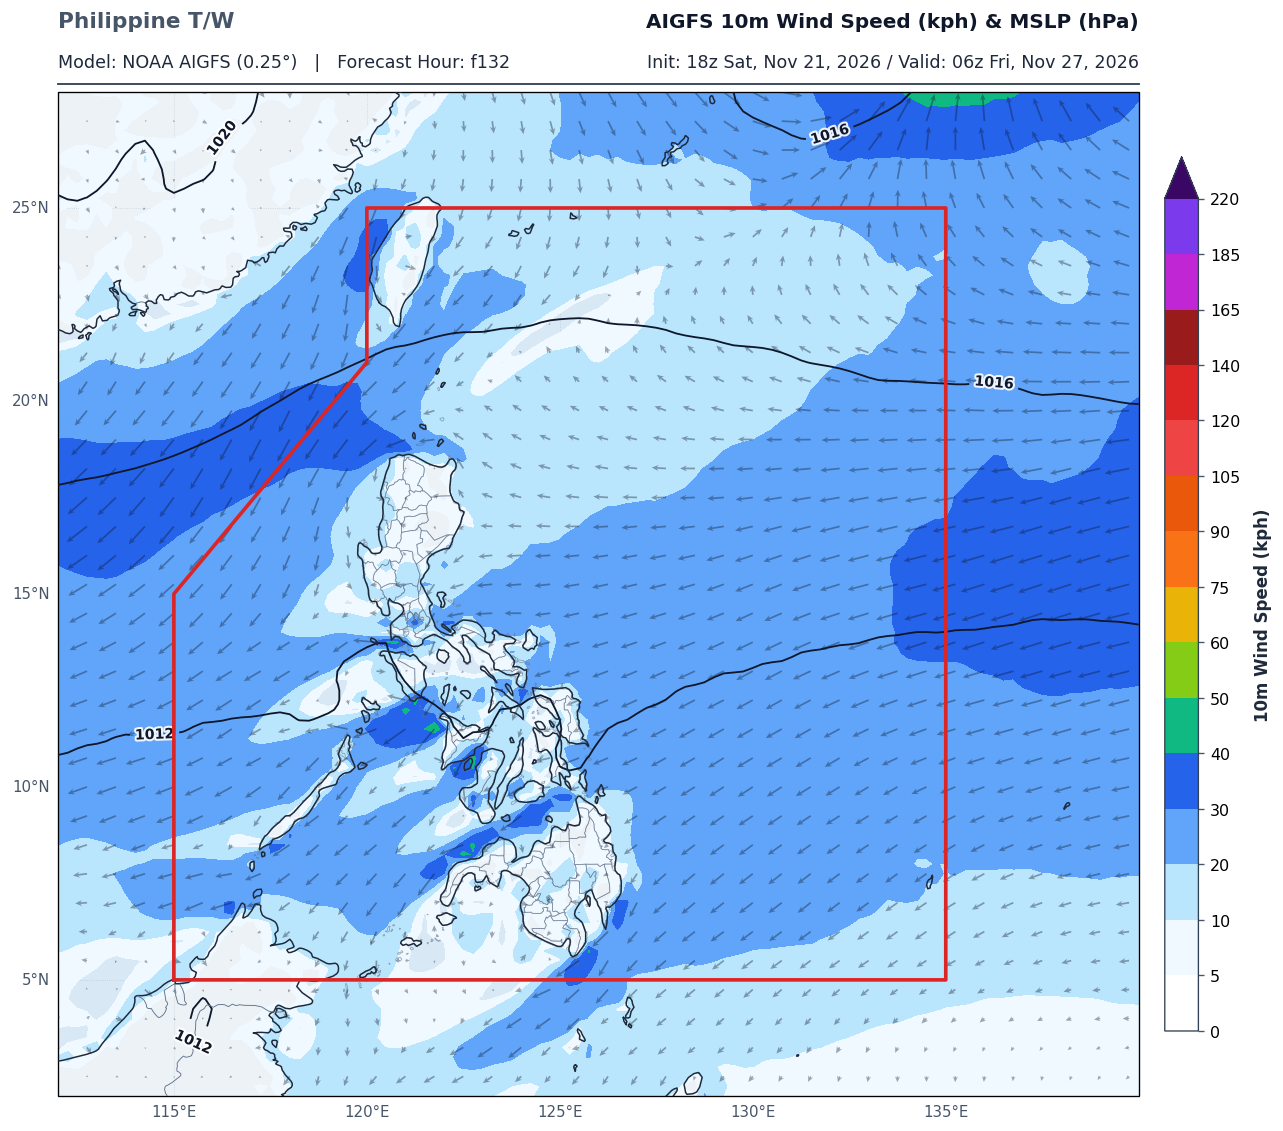 Philippine T/W
AIGFS 10m Wind Speed (kph) & MSLP (hPa)
Model: NOAA AIGFS (0.25°) | Forecast Hour: f132
Init: 18z Sat, Nov 21, 2026 / Valid: 06z Fri, Nov 27, 2026
1020
1016
1016
1012
1012
25°N
20°N
15°N
10°N
5°N
115°E
120°E
125°E
130°E
135°E
220
185
165
140
120
105
90
75
60
50
40
30
20
10
5
0
10m Wind Speed (kph)